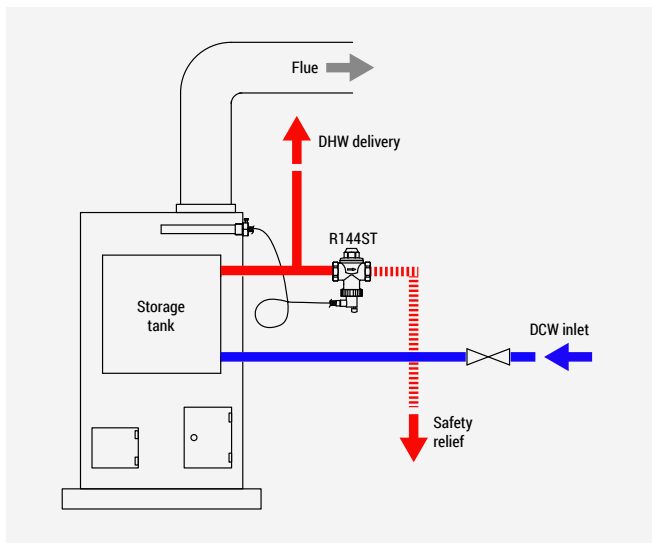 Flue
DHW delivery
R144ST
Storage
tank
DCW inlet
Safety
relief